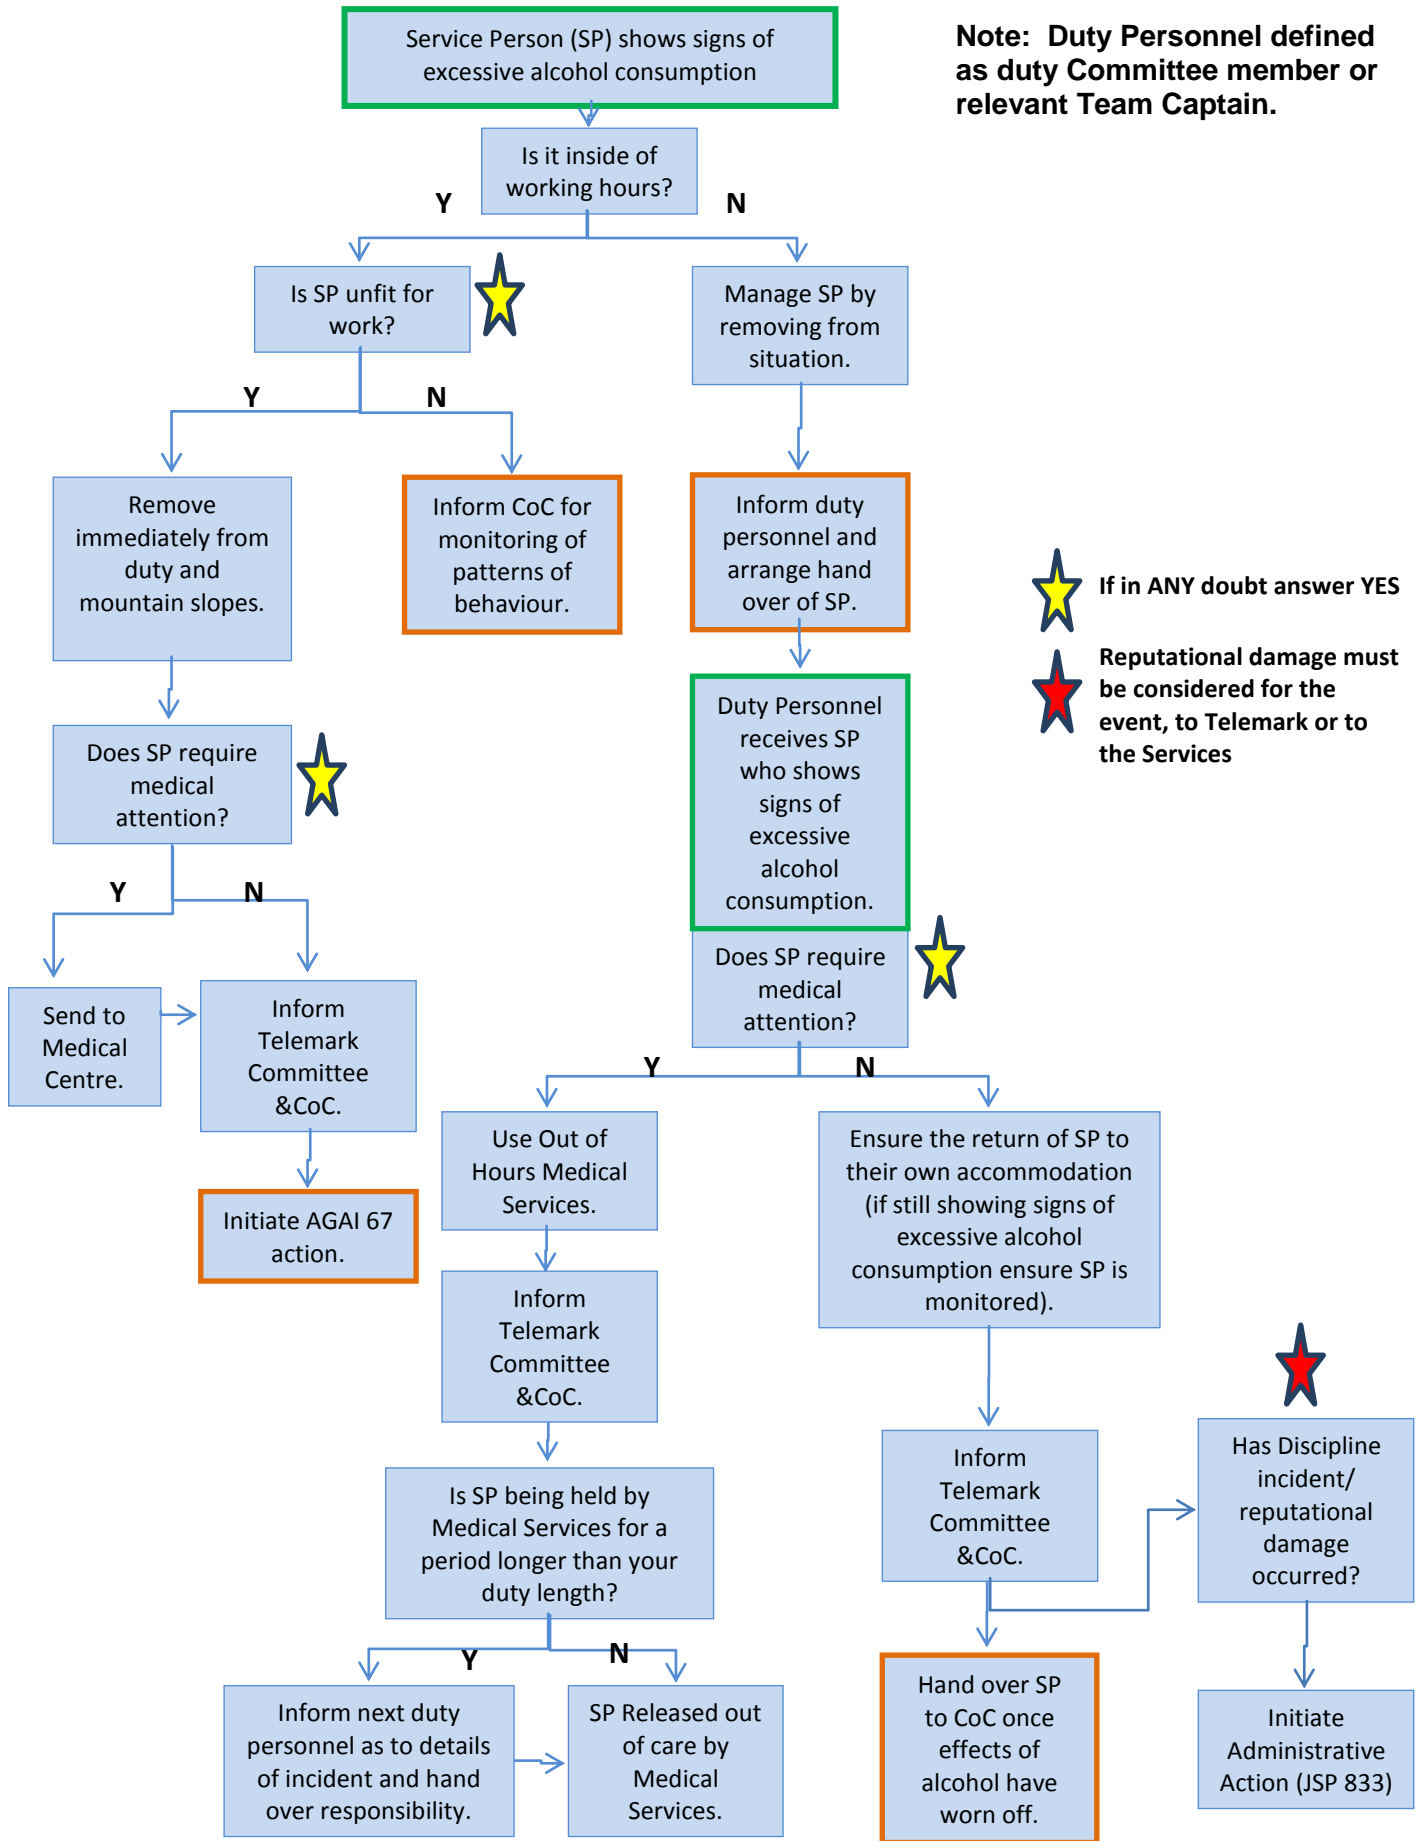 Service Person (SP) shows signs of
excessive alcohol consumption
Note:  Duty Personnel defined
as duty Committee member or
relevant Team Captain.
Is it inside of
working hours?
Y
N
Is SP unfit for
work?
Manage SP by
removing from
situation.
Y
N
Remove
immediately from
duty and
mountain slopes.
Inform CoC for
monitoring of
patterns of
behaviour.
Inform duty
personnel and
arrange hand
over of SP.
If in ANY doubt answer YES
Reputational damage must
be considered for the
event, to Telemark or to
the Services
Does SP require
medical
attention?
Duty Personnel
receives SP
who shows
signs of
excessive
alcohol
consumption.
Y
N
Does SP require
medical
attention?
Send to
Medical
Centre.
Inform
Telemark
Committee
&CoC.
Initiate AGAI 67
action.
Y
N
Use Out of
Hours Medical
Services.
Ensure the return of SP to
their own accommodation
(if still showing signs of
excessive alcohol
consumption ensure SP is
monitored).
Inform
Telemark
Committee
&CoC.
Inform
Telemark
Committee
&CoC.
Has Discipline
incident/
reputational
damage
occurred?
Is SP being held by
Medical Services for a
period longer than your
duty length?
Y
N
Inform next duty
personnel as to details
of incident and hand
over responsibility.
SP Released out
of care by
Medical
Services.
Hand over SP
to CoC once
effects of
alcohol have
worn off.
Initiate
Administrative
Action (JSP 833)